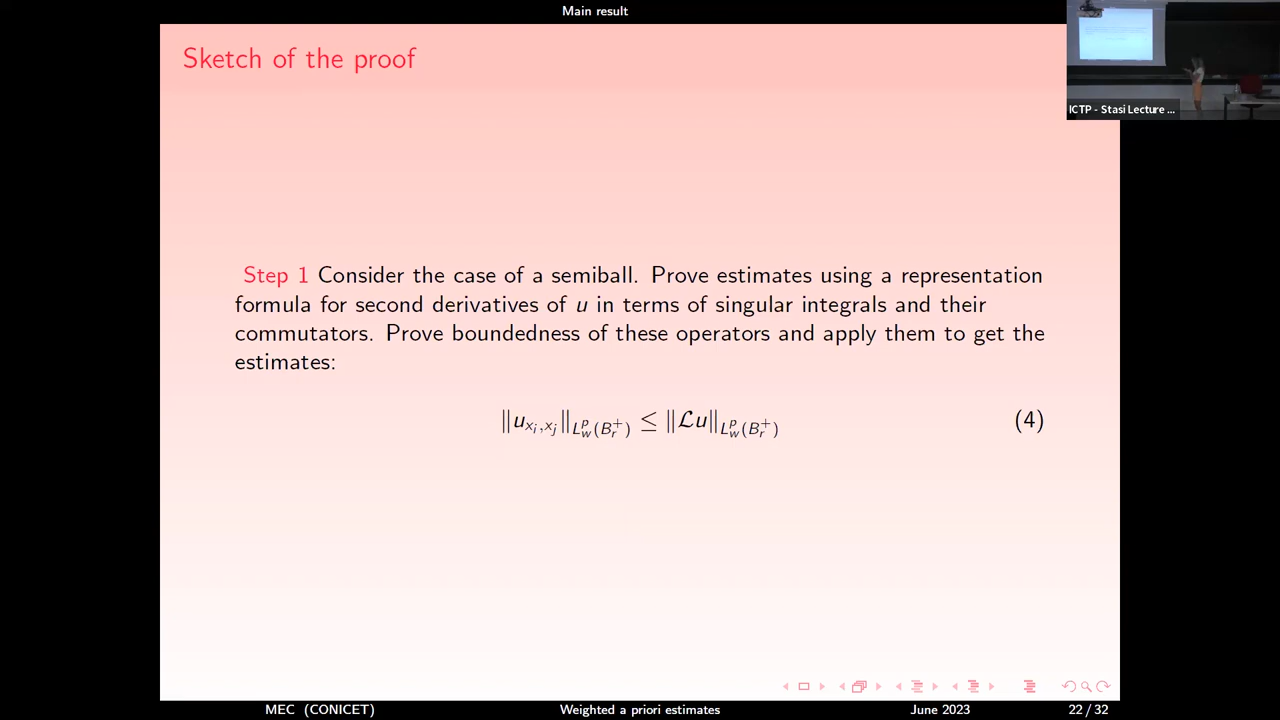 Main result
Sketch of the proof
ICTP - Stasi Lecture ...
Step 1 Consider the case of a semiball. Prove estimates using a representation
formula for second derivatives of u in terms of singular integrals and their
commutators. Prove boundedness of these operators and apply them to get the
estimates:
‖u_{x_i,x_j}‖_{L^p_w(B^+_r)} ≤ ‖ℒu‖_{L^p_w(B^+_r)} (4)
MEC (CONICET) Weighted a priori estimates June 2023 22 / 32